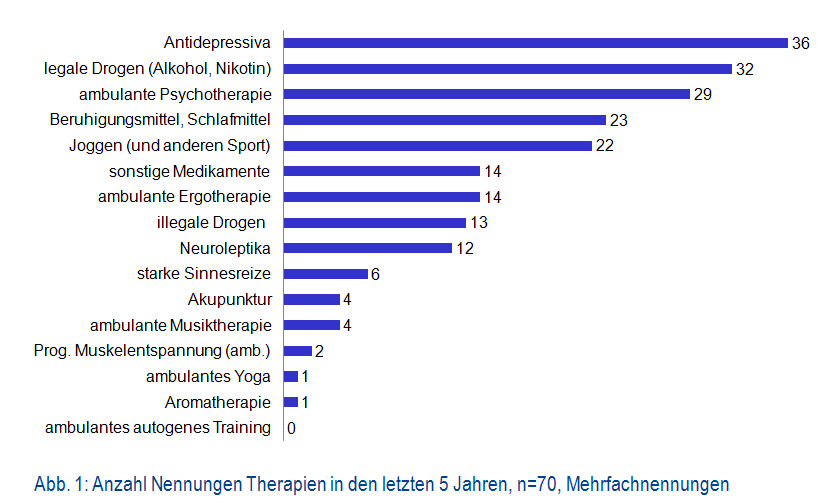 Antidepressiva 36
legale Drogen (Alkohol, Nikotin) 32
ambulante Psychotherapie 29
Beruhigungsmittel, Schlafmittel 23
Joggen (und anderen Sport) 22
sonstige Medikamente 14
ambulante Ergotherapie 14
illegale Drogen 13
Neuroleptika 12
starke Sinnesreize 6
Akupunktur 4
ambulante Musiktherapie 4
Prog. Muskelentspannung (amb.) 2
ambulantes Yoga 1
Aromatherapie 1
ambulantes autogenes Training 0
Abb. 1: Anzahl Nennungen Therapien in den letzten 5 Jahren, n=70, Mehrfachnennungen